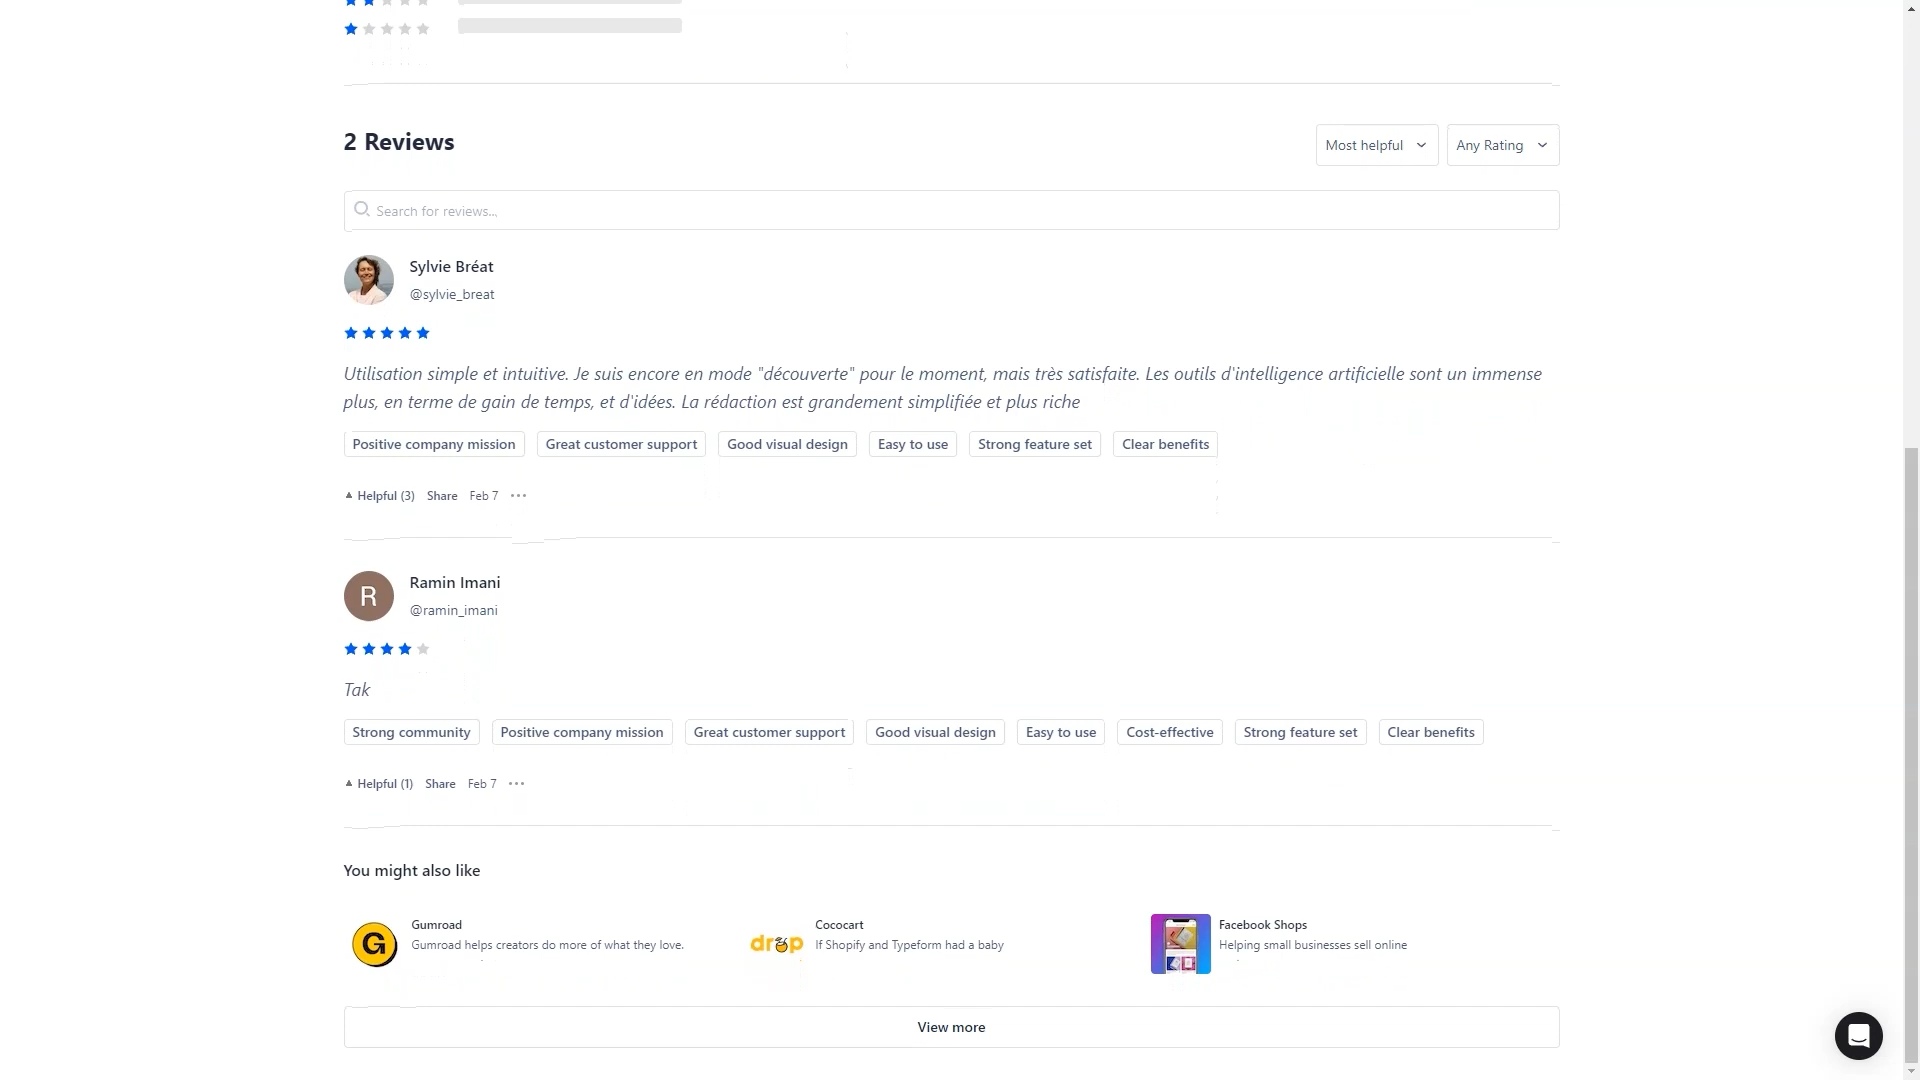 2 Reviews
Most helpful
Any Rating
Search for reviews...
Sylvie Bréat
@sylvie_breat
Utilisation simple et intuitive. Je suis encore en mode "découverte" pour le moment, mais très satisfaite. Les outils d'intelligence artificielle sont un immense
plus, en terme de gain de temps, et d'idées. La rédaction est grandement simplifiée et plus riche
Positive company mission Great customer support Good visual design Easy to use Strong feature set Clear benefits
Helpful (3) Share Feb 7
R
Ramin Imani
@ramin_imani
Tak
Strong community Positive company mission Great customer support Good visual design Easy to use Cost-effective Strong feature set Clear benefits
Helpful (1) Share Feb 7
You might also like
G
Gumroad
Gumroad helps creators do more of what they love.
drop
Cococart
If Shopify and Typeform had a baby
Facebook Shops
Helping small businesses sell online
View more